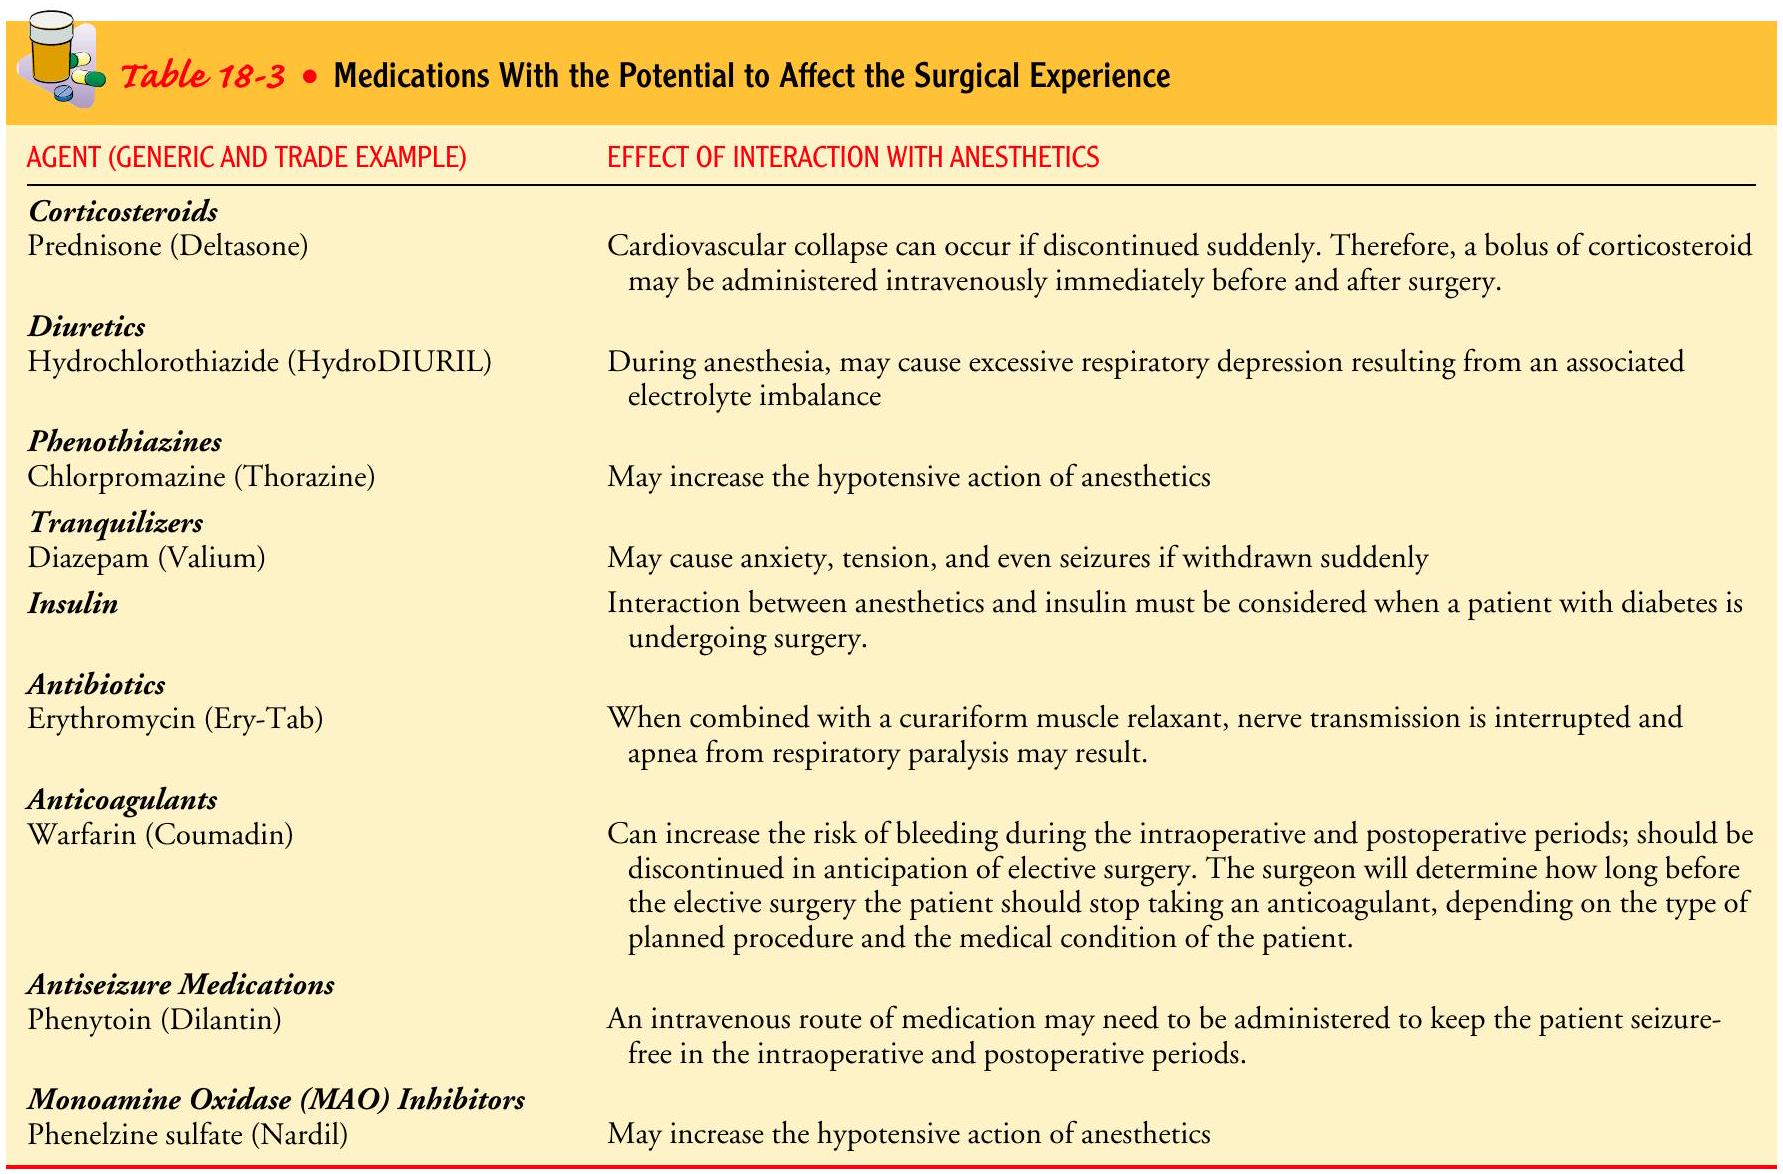 Table 18-3 • Medications With the Potential to Affect the Surgical Experience
AGENT (GENERIC AND TRADE EXAMPLE) EFFECT OF INTERACTION WITH ANESTHETICS
Corticosteroids
Prednisone (Deltasone) Cardiovascular collapse can occur if discontinued suddenly. Therefore, a bolus of corticosteroid
may be administered intravenously immediately before and after surgery.
Diuretics
Hydrochlorothiazide (HydroDIURIL) During anesthesia, may cause excessive respiratory depression resulting from an associated
electrolyte imbalance
Phenothiazines
Chlorpromazine (Thorazine) May increase the hypotensive action of anesthetics
Tranquilizers
Diazepam (Valium) May cause anxiety, tension, and even seizures if withdrawn suddenly
Insulin Interaction between anesthetics and insulin must be considered when a patient with diabetes is
undergoing surgery.
Antibiotics
Erythromycin (Ery-Tab) When combined with a curariform muscle relaxant, nerve transmission is interrupted and
apnea from respiratory paralysis may result.
Anticoagulants
Warfarin (Coumadin) Can increase the risk of bleeding during the intraoperative and postoperative periods; should be
discontinued in anticipation of elective surgery. The surgeon will determine how long before
the elective surgery the patient should stop taking an anticoagulant, depending on the type of
planned procedure and the medical condition of the patient.
Antiseizure Medications
Phenytoin (Dilantin) An intravenous route of medication may need to be administered to keep the patient seizure-
free in the intraoperative and postoperative periods.
Monoamine Oxidase (MAO) Inhibitors
Phenelzine sulfate (Nardil) May increase the hypotensive action of anesthetics